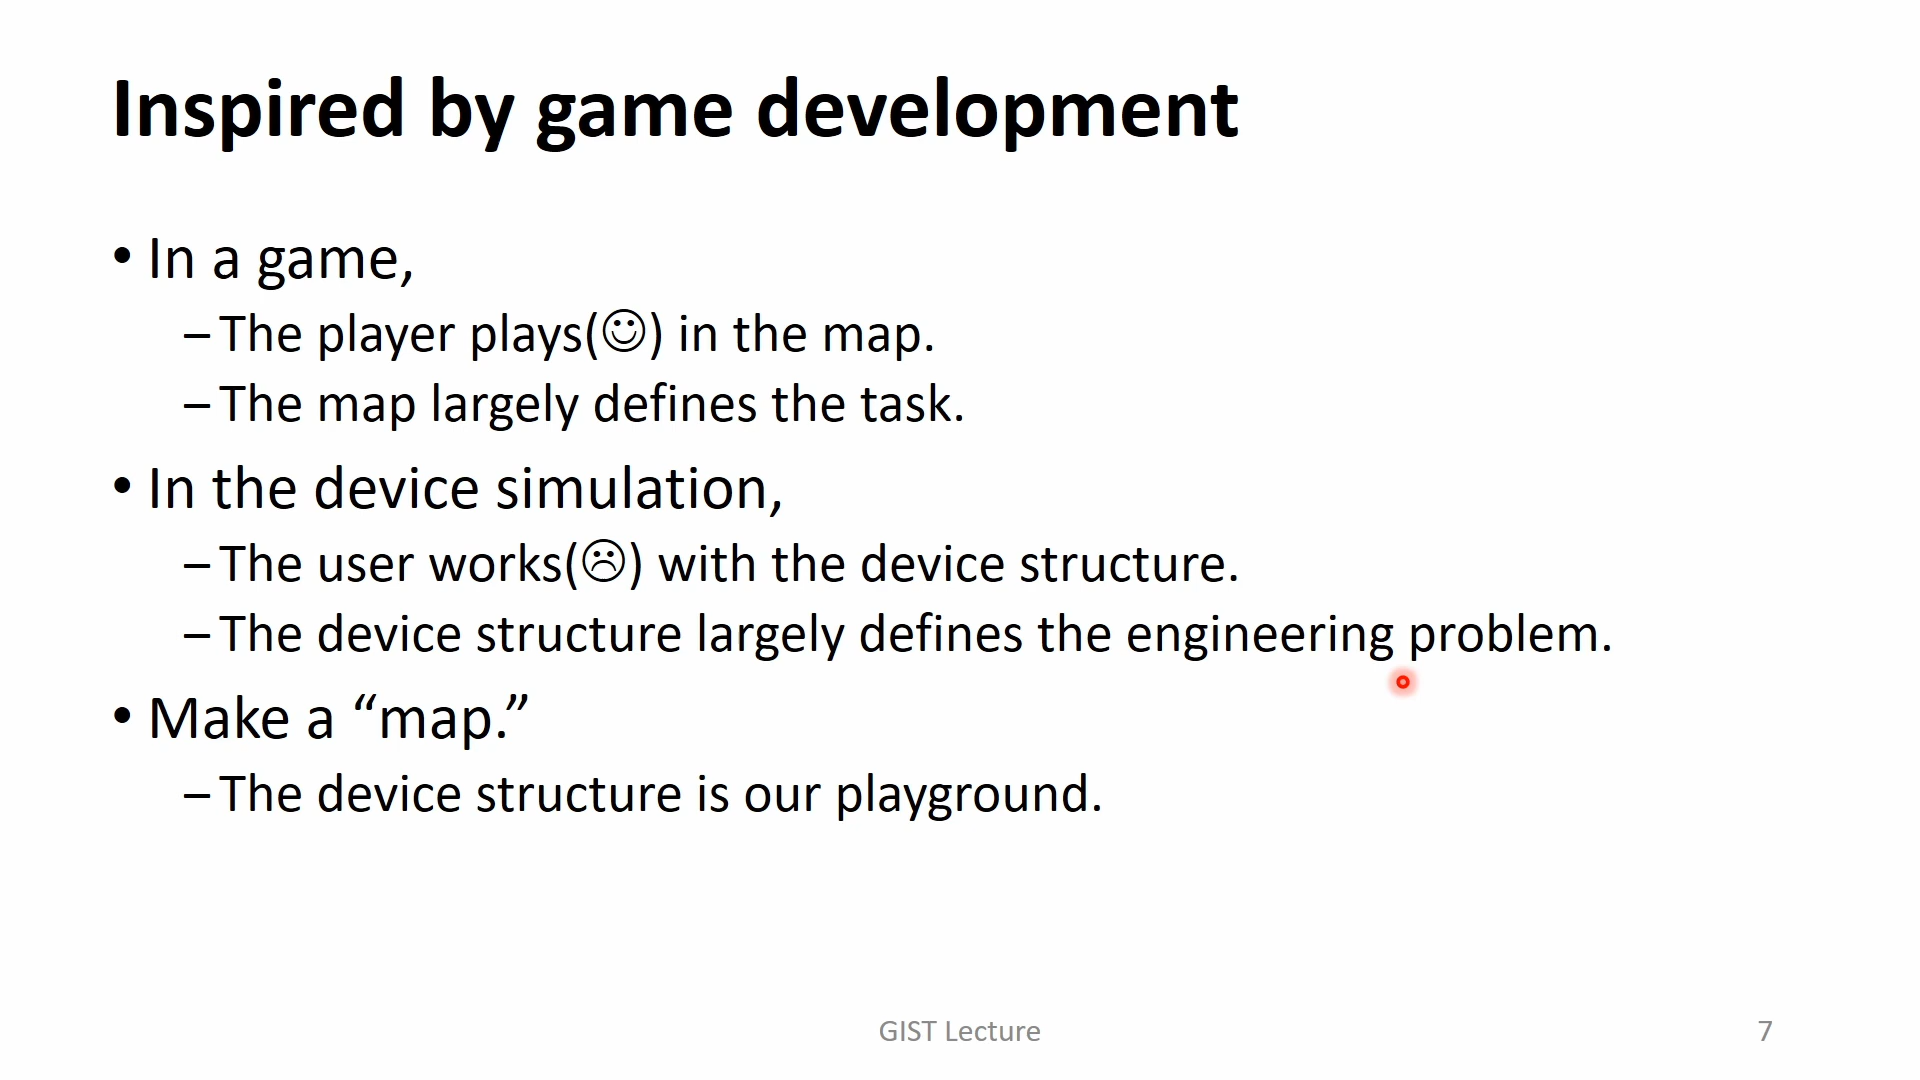 Inspired by game development
• In a game,
– The player plays(☺) in the map.
– The map largely defines the task.
• In the device simulation,
– The user works(☹) with the device structure.
– The device structure largely defines the engineering problem.
• Make a “map.”
– The device structure is our playground.
GIST Lecture
7